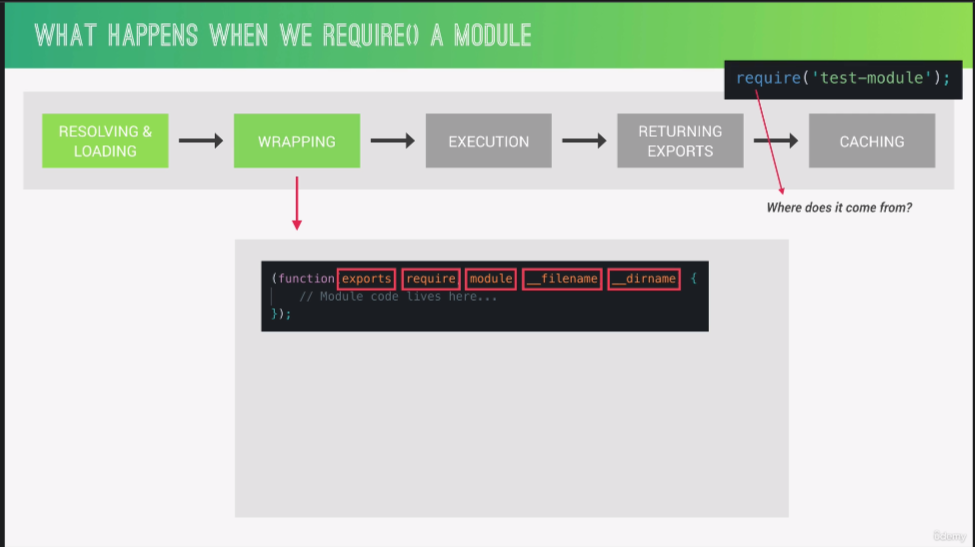 WHAT HAPPENS WHEN WE REQUIRE() A MODULE
require('test-module');
RESOLVING &
LOADING
WRAPPING
EXECUTION
RETURNING
EXPORTS
CACHING
Where does it come from?
(function exports require, module __filename __dirname {
// Module code lives here...
});
ûdemy